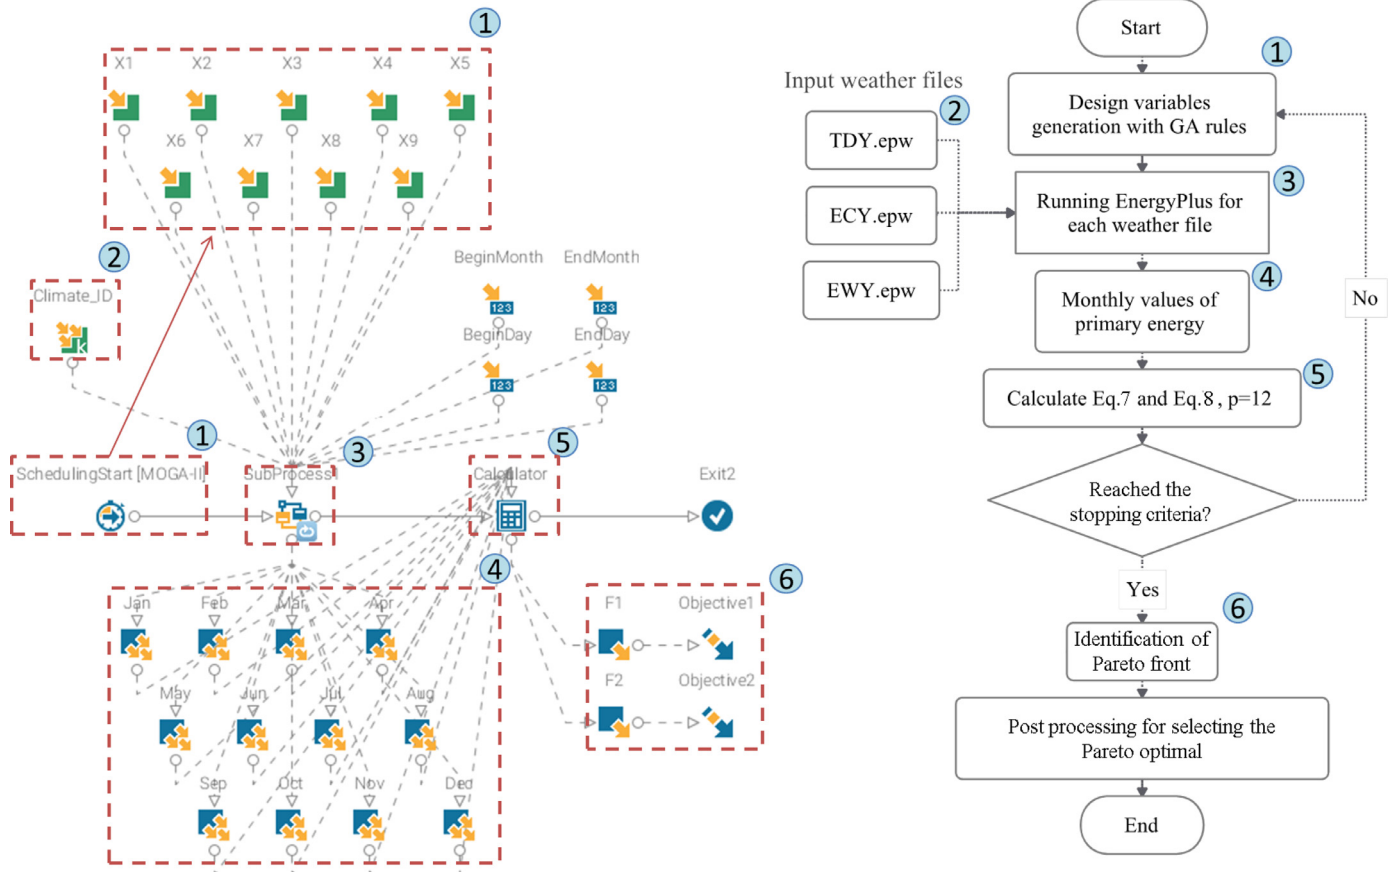 1
X1 X2 X3 X4 X5
X6 X7 X8 X9
2
Climate_ID
K
BeginMonth EndMonth
123 123
BeginDay EndDay
123 123
1
SchedulingStart [MOGA-II]
3
SubProcess1
5
Calculator
Exit2
4
Jan Feb Mar Apr
May Jun Jul Aug
Sep Oct Nov Dec
6
F1 Objective1
F2 Objective2
Start
1
Design variables
generation with GA rules
Input weather files
2
TDY.epw
ECY.epw
EWY.epw
3
Running EnergyPlus for
each weather file
4
Monthly values of
primary energy
No
5
Calculate Eq.7 and Eq.8 , p=12
Reached the
stopping criteria?
Yes
6
Identification of
Pareto front
Post processing for selecting the
Pareto optimal
End